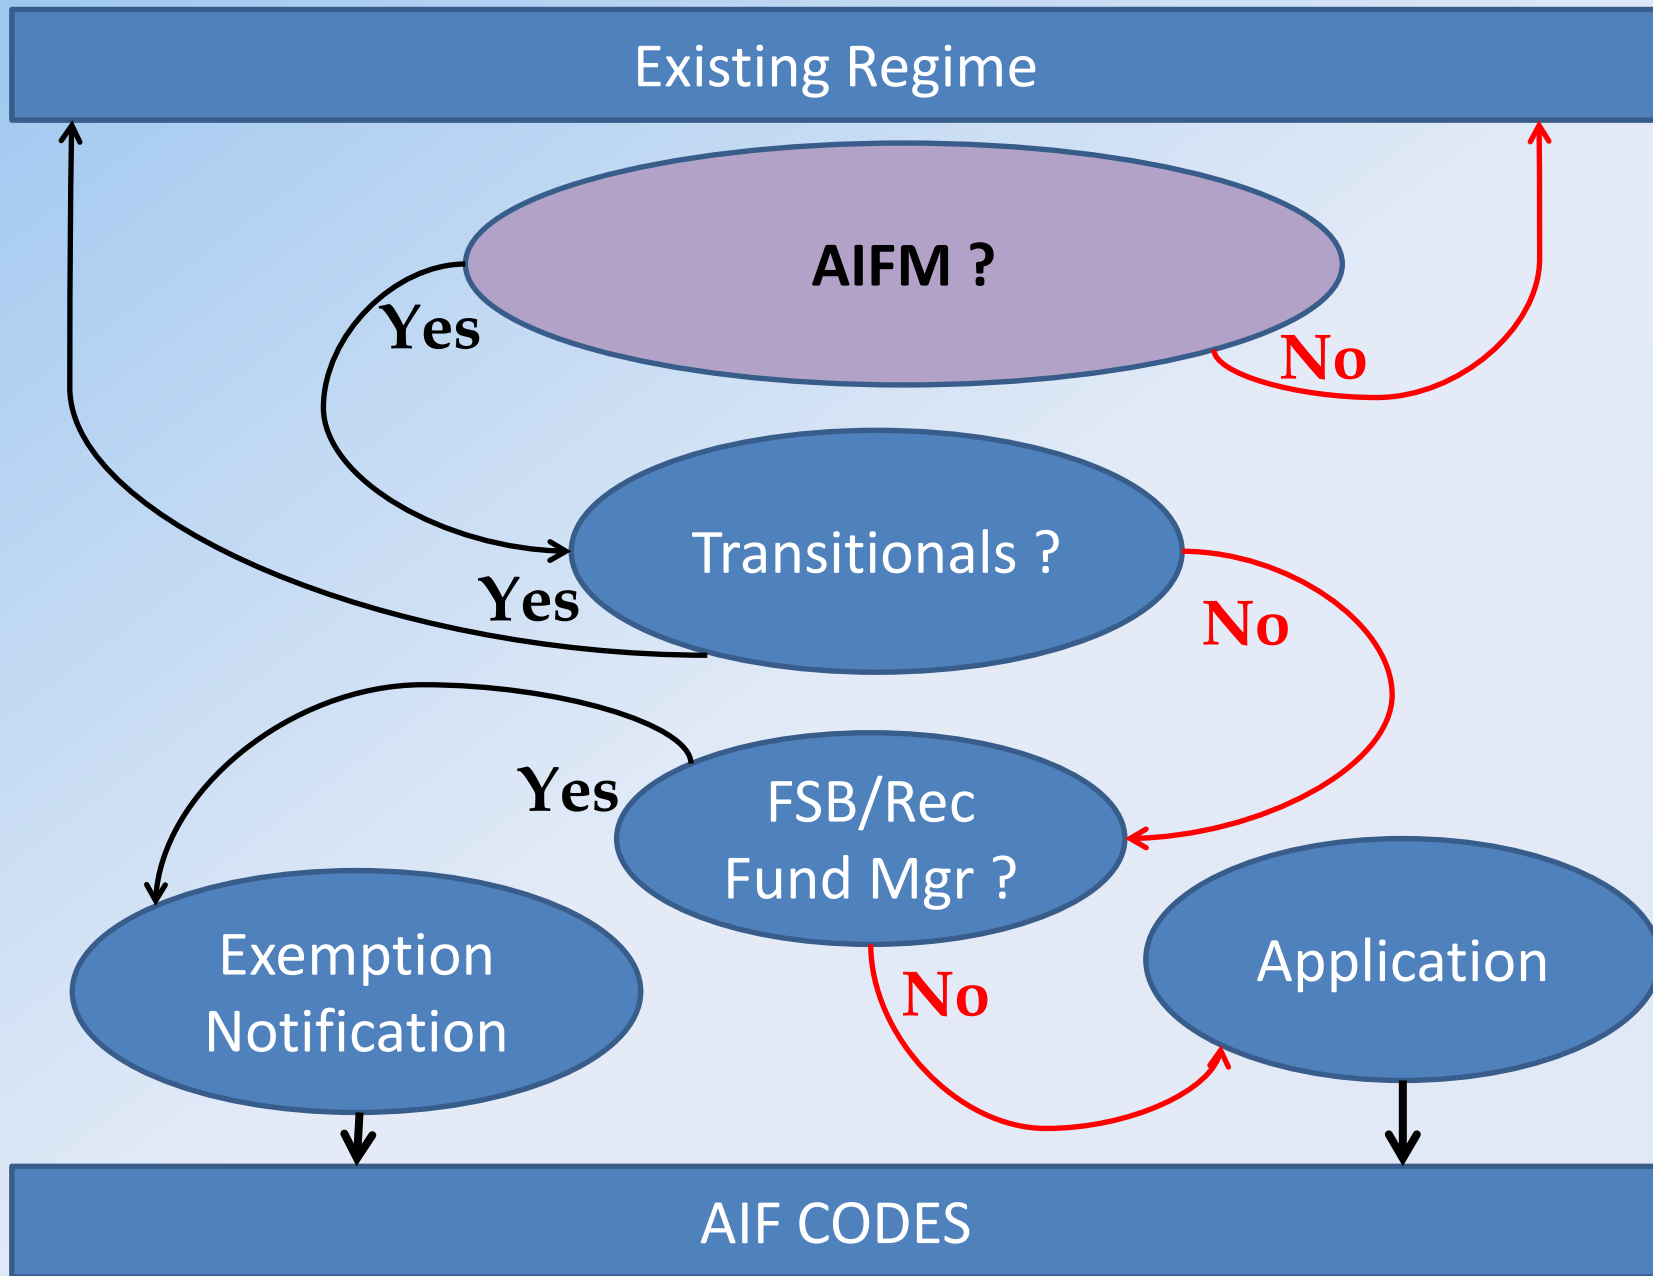 Existing Regime
AIFM ?
Yes
No
Transitionals ?
Yes
No
FSB/Rec
Fund Mgr ?
Yes
Exemption
Notification
No
Application
AIF CODES